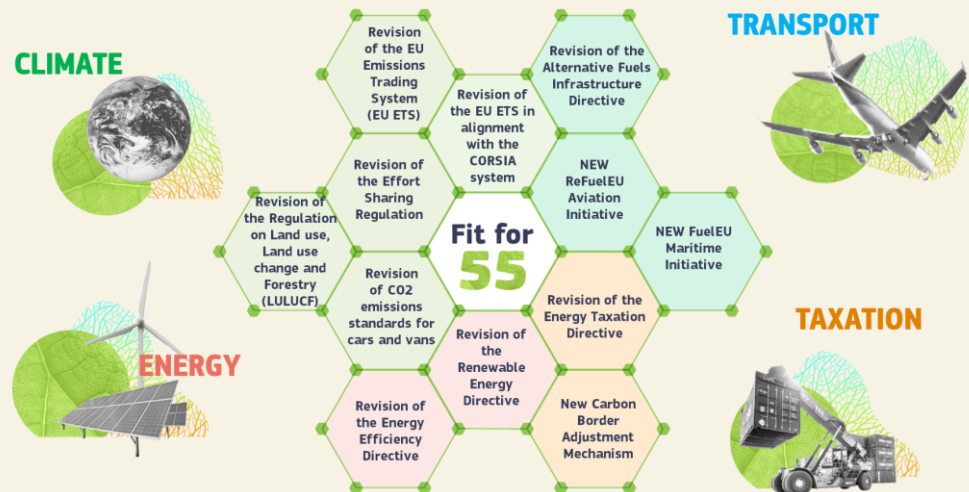 CLIMATE
TRANSPORT
ENERGY
TAXATION
Revision
of the EU
Emissions
Trading
System
(EU ETS)
Revision of
the EU ETS in
alignment
with the
CORSIA
system
Revision of the
Alternative Fuels
Infrastructure
Directive
Revision of
the Effort
Sharing
Regulation
NEW
ReFuelEU
Aviation
Initiative
Revision of
the Regulation
on Land use,
Land use
change and
Forestry
(LULUCF)
Fit for
55
NEW FuelEU
Maritime
Initiative
Revision
of CO2
emissions
standards for
cars and vans
Revision of the
Energy Taxation
Directive
Revision of
the
Renewable
Energy
Directive
Revision of
the Energy
Efficiency
Directive
New Carbon
Border
Adjustment
Mechanism